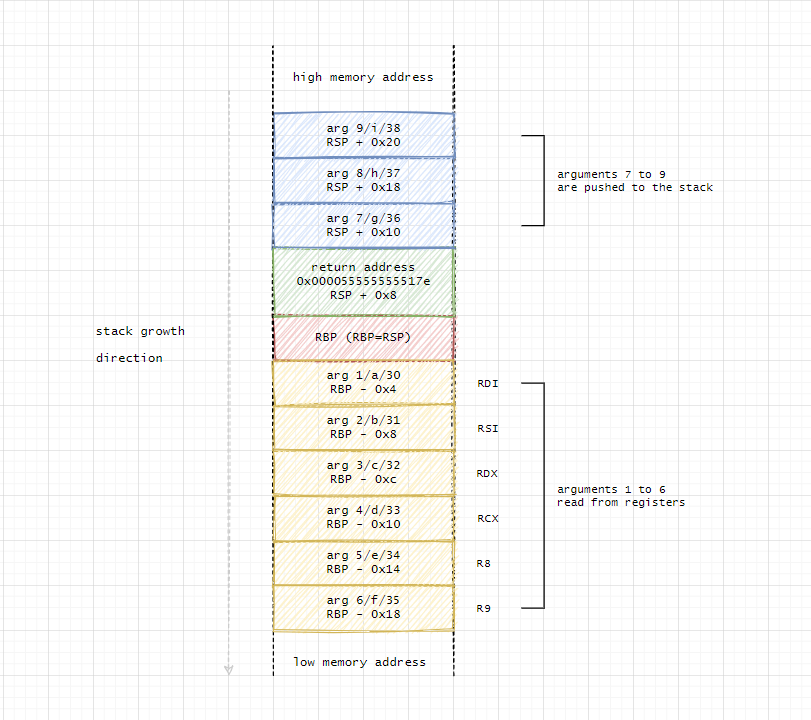 high memory address
arg 9/i/38
RSP + 0x20
arg 8/h/37
RSP + 0x18
arg 7/g/36
RSP + 0x10
arguments 7 to 9
are pushed to the stack
return address
0x000055555555517e
RSP + 0x8
stack growth
direction
RBP (RBP=RSP)
arg 1/a/30
RBP - 0x4
RDI
arg 2/b/31
RBP - 0x8
RSI
arg 3/c/32
RBP - 0xc
RDX
arguments 1 to 6
read from registers
arg 4/d/33
RBP - 0x10
RCX
arg 5/e/34
RBP - 0x14
R8
arg 6/f/35
RBP - 0x18
R9
low memory address